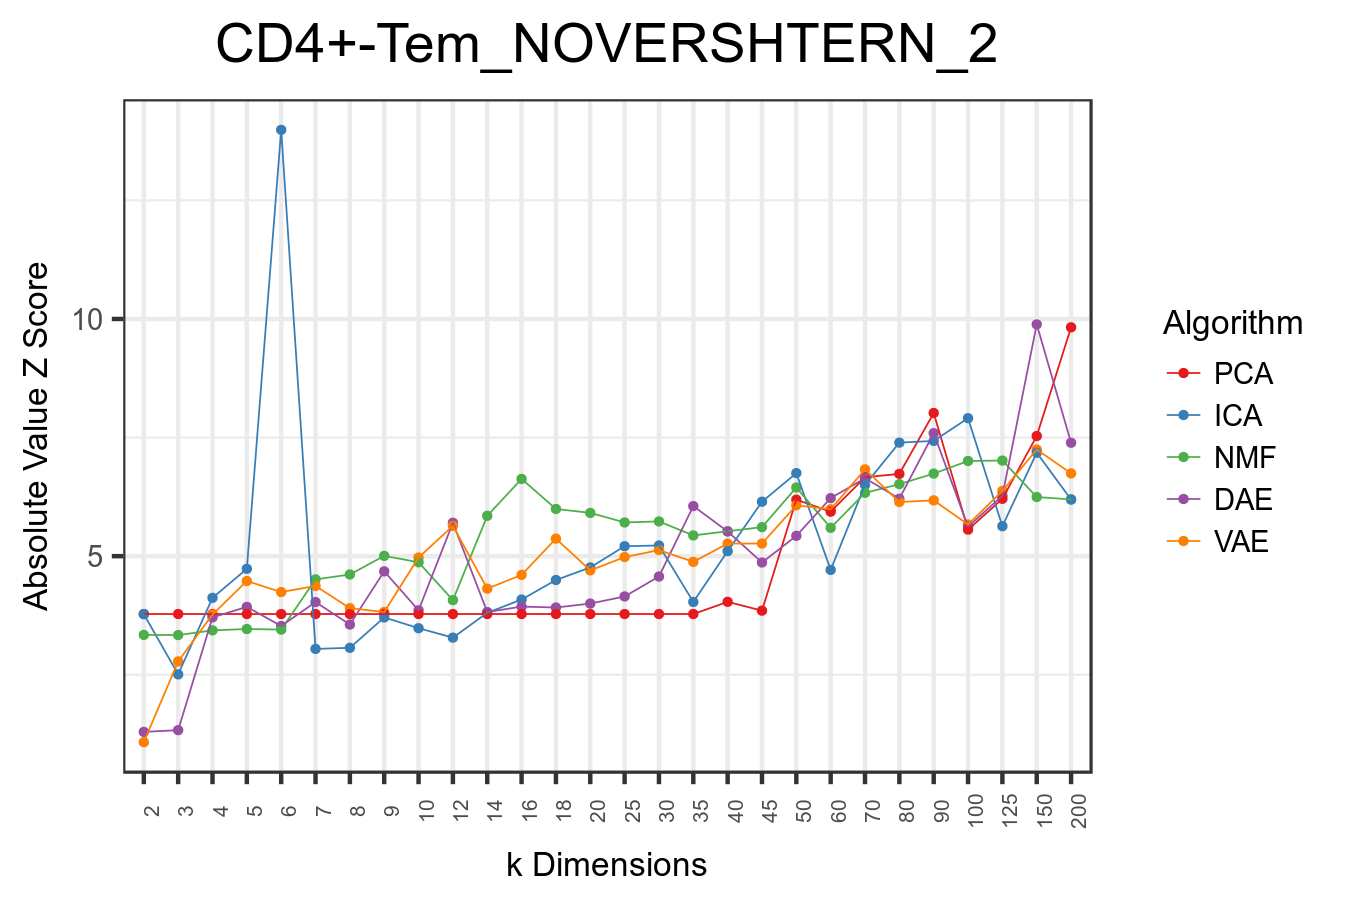 CD4+-Tem_NOVERSHTERN_2
Absolute Value Z Score
10
5
2 3 4 5 6 7 8 9 10 12 14 16 18 20 25 30 35 40 45 50 60 70 80 90 100 125 150 200
k Dimensions
Algorithm
PCA
ICA
NMF
DAE
VAE